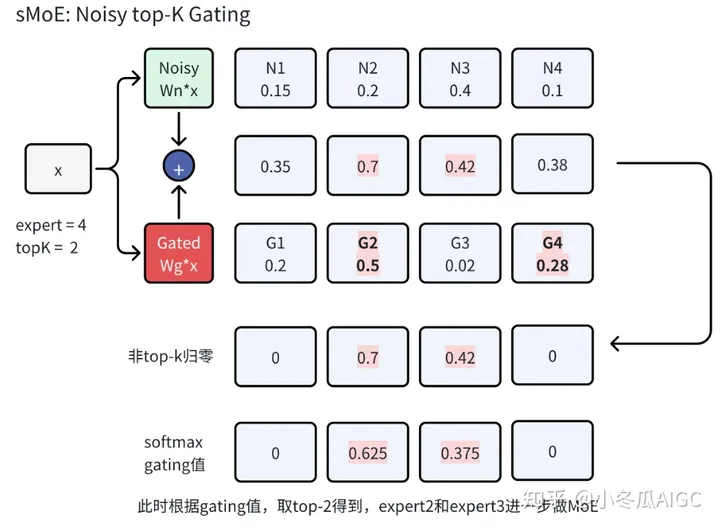 sMoE: Noisy top-K Gating
Noisy
Wn*x
N1
0.15
N2
0.2
N3
0.4
N4
0.1
x
+
0.35
0.7
0.42
0.38
expert = 4
topK = 2
Gated
Wg*x
G1
0.2
G2
0.5
G3
0.02
G4
0.28
非top-k归零
0
0.7
0.42
0
softmax
gating值
0
0.625
0.375
0
知乎 @小冬瓜AIGC
此时根据gating值，取top-2得到，expert2和expert3进一步做MoE